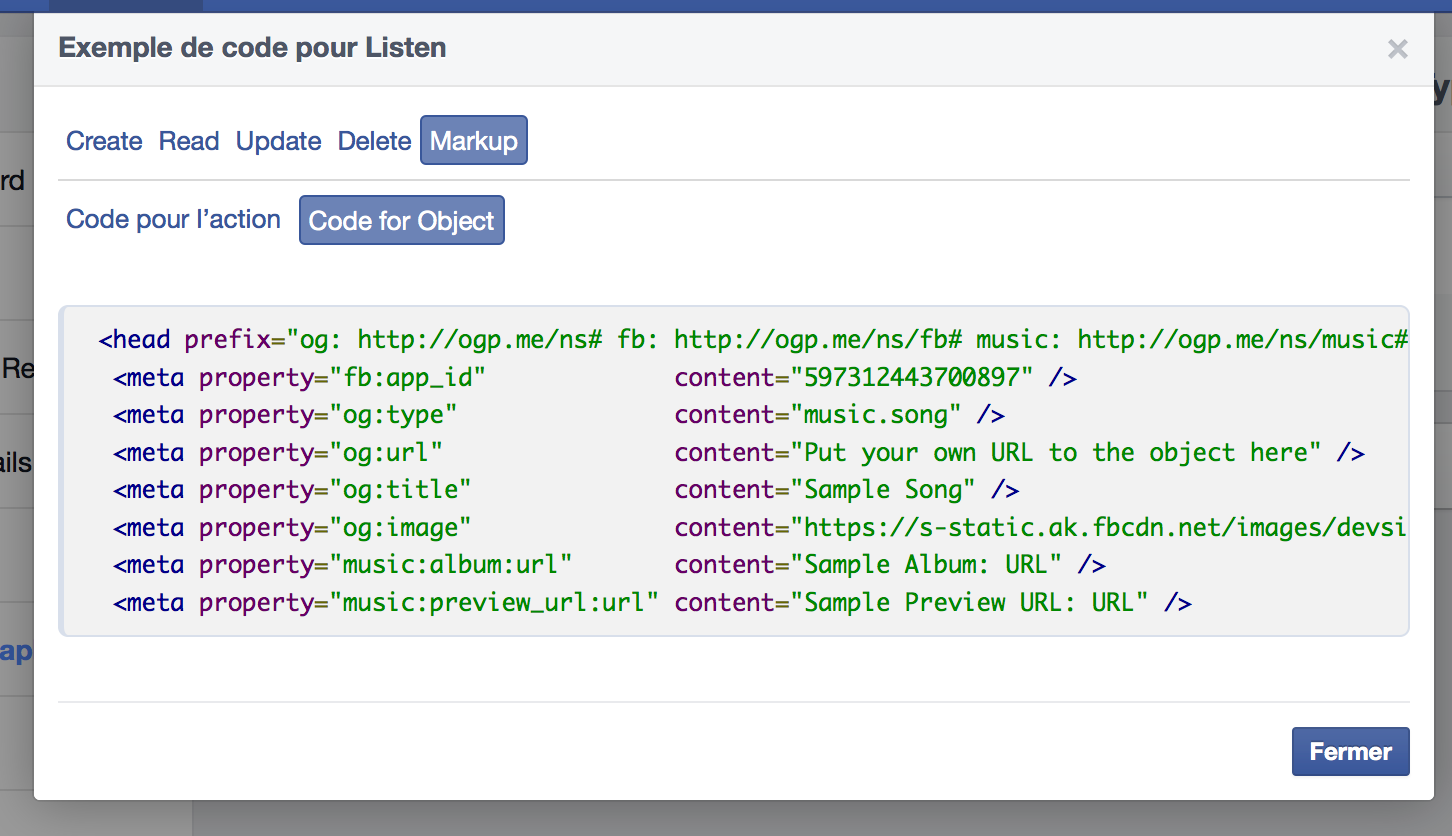 Exemple de code pour Listen
×
Create Read Update Delete Markup
Code pour l’action Code for Object
<head prefix="og: http://ogp.me/ns# fb: http://ogp.me/ns/fb# music: http://ogp.me/ns/music#
<meta property="fb:app_id" content="597312443700897" />
<meta property="og:type" content="music.song" />
<meta property="og:url" content="Put your own URL to the object here" />
<meta property="og:title" content="Sample Song" />
<meta property="og:image" content="https://s-static.ak.fbcdn.net/images/devsi
<meta property="music:album:url" content="Sample Album: URL" />
<meta property="music:preview_url:url" content="Sample Preview URL: URL" />
Fermer
rd
Re
ails
ap